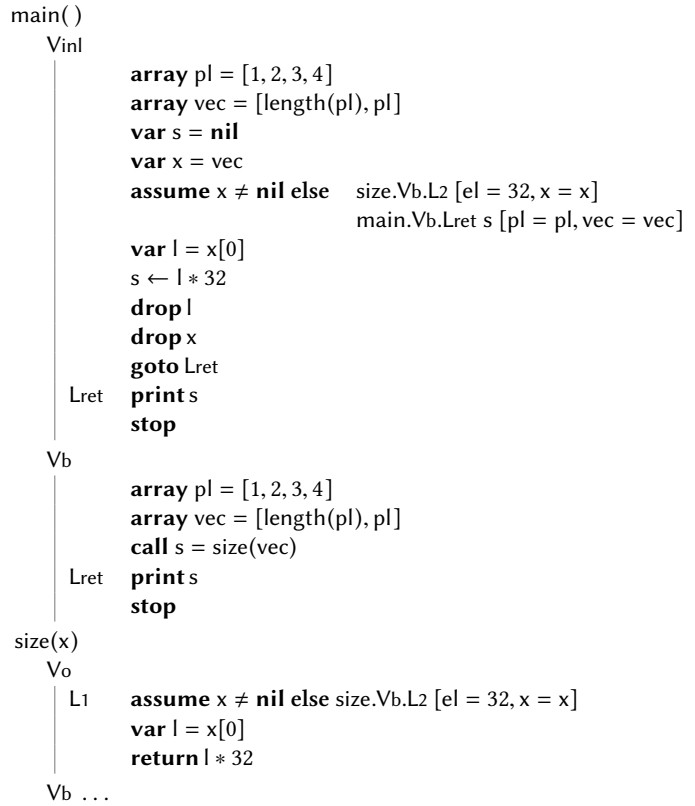 main( )
Vinl
array pl = [1, 2, 3, 4]
array vec = [length(pl), pl]
var s = nil
var x = vec
assume x ≠ nil else size.Vb.L2 [el = 32, x = x]
main.Vb.Lret s [pl = pl, vec = vec]
var l = x[0]
s ← l ∗ 32
drop l
drop x
goto Lret
Lret print s
stop
Vb
array pl = [1, 2, 3, 4]
array vec = [length(pl), pl]
call s = size(vec)
Lret print s
stop
size(x)
Vo
L1 assume x ≠ nil else size.Vb.L2 [el = 32, x = x]
var l = x[0]
return l ∗ 32
Vb ...